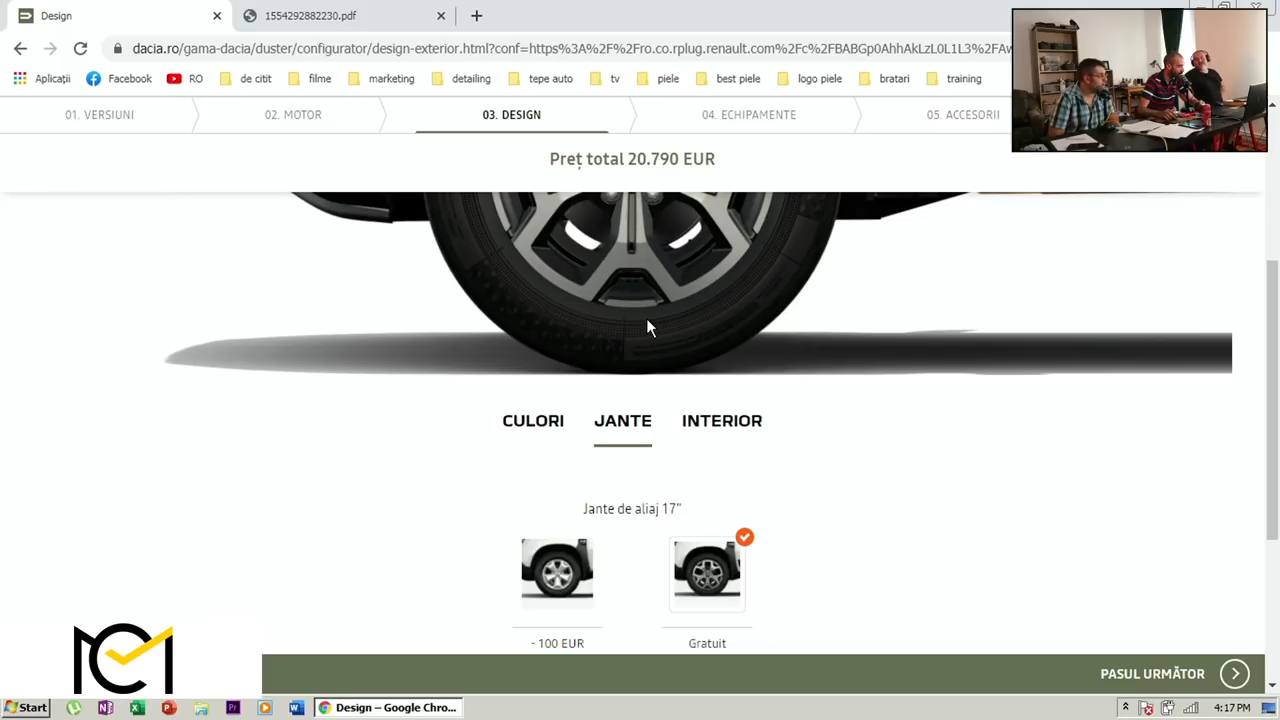 Design
1554292882230.pdf
dacia.ro/gama-dacia/duster/configurator/design-exterior.html?conf=https%3A%2F%2Fro.co.rplug.renault.com%2Fc%2FBABGp0AhhAkLzL0L1L3%2FAw
Aplicații
Facebook
RO
de citit
filme
marketing
detailing
tepe auto
tv
piele
best piele
logo piele
bratari
training
01. VERSIUNI
02. MOTOR
03. DESIGN
04. ECHIPAMENTE
05. ACCESORII
Preț total 20.790 EUR
CULORI
JANTE
INTERIOR
Jante de aliaj 17"
- 100 EUR
Gratuit
PASUL URMĂTOR
Start
Design – Google Chro...
4:17 PM